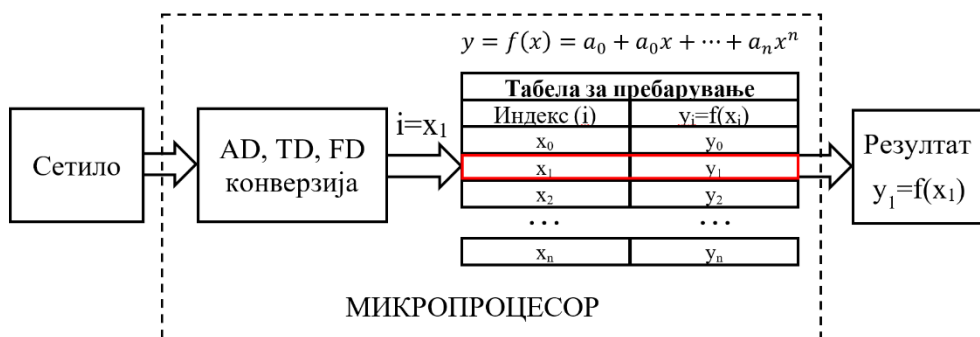 y = f(x) = a₀ + a₀x + ⋯ + aₙxⁿ
Сетило
AD, TD, FD
конверзија
i=x₁
Табела за пребарување
Индекс (i) yᵢ=f(xᵢ)
x₀ y₀
x₁ y₁
x₂ y₂
... ...
xₙ yₙ
Резултат
y₁=f(x₁)
МИКРОПРОЦЕСОР